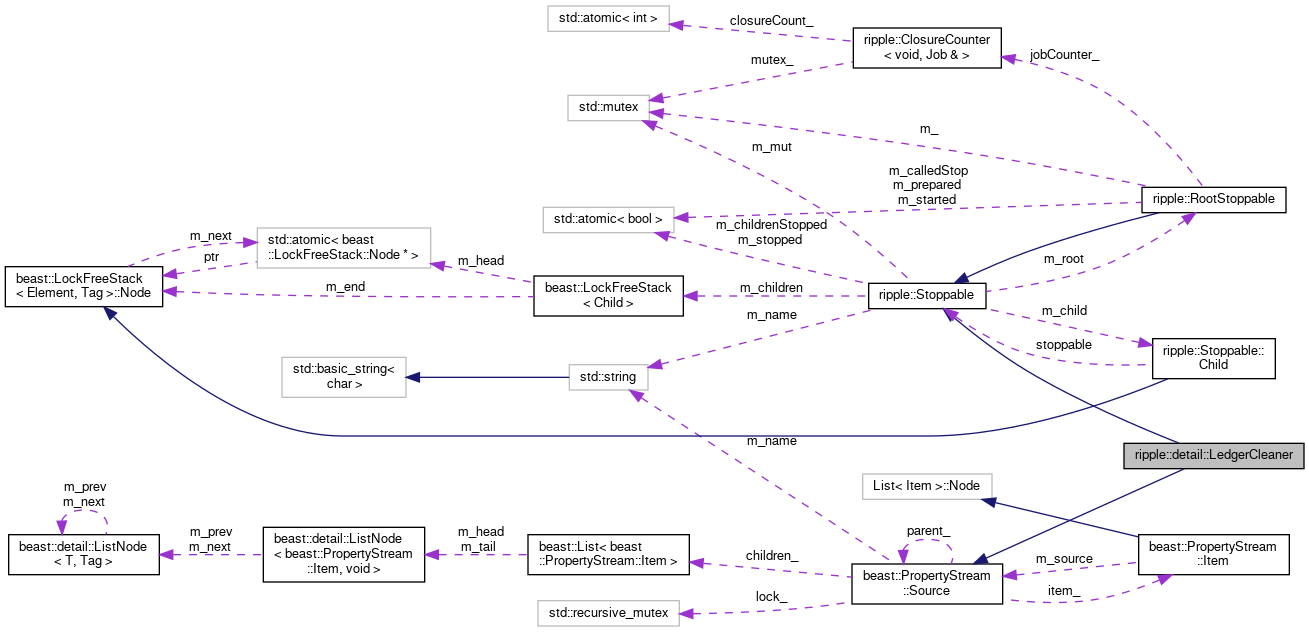 std::atomic< int >
closureCount_
ripple::ClosureCounter
< void, Job & >
jobCounter_
mutex_
std::mutex
m_
m_mut
m_calledStop
m_prepared
m_started
ripple::RootStoppable
std::atomic< bool >
m_childrenStopped
m_stopped
m_next
std::atomic< beast
::LockFreeStack::Node * >
ptr
m_head
m_root
beast::LockFreeStack
< Element, Tag >::Node
m_end
beast::LockFreeStack
< Child >
m_children
ripple::Stoppable
m_name
m_child
stoppable
ripple::Stoppable::
Child
std::basic_string<
char >
std::string
m_name
ripple::detail::LedgerCleaner
List< Item >::Node
m_prev
m_next
beast::detail::ListNode
< T, Tag >
m_prev
m_next
beast::detail::ListNode
< beast::PropertyStream
::Item, void >
m_head
m_tail
beast::List< beast
::PropertyStream::Item >
children_
parent_
beast::PropertyStream
::Source
m_source
item_
beast::PropertyStream
::Item
lock_
std::recursive_mutex